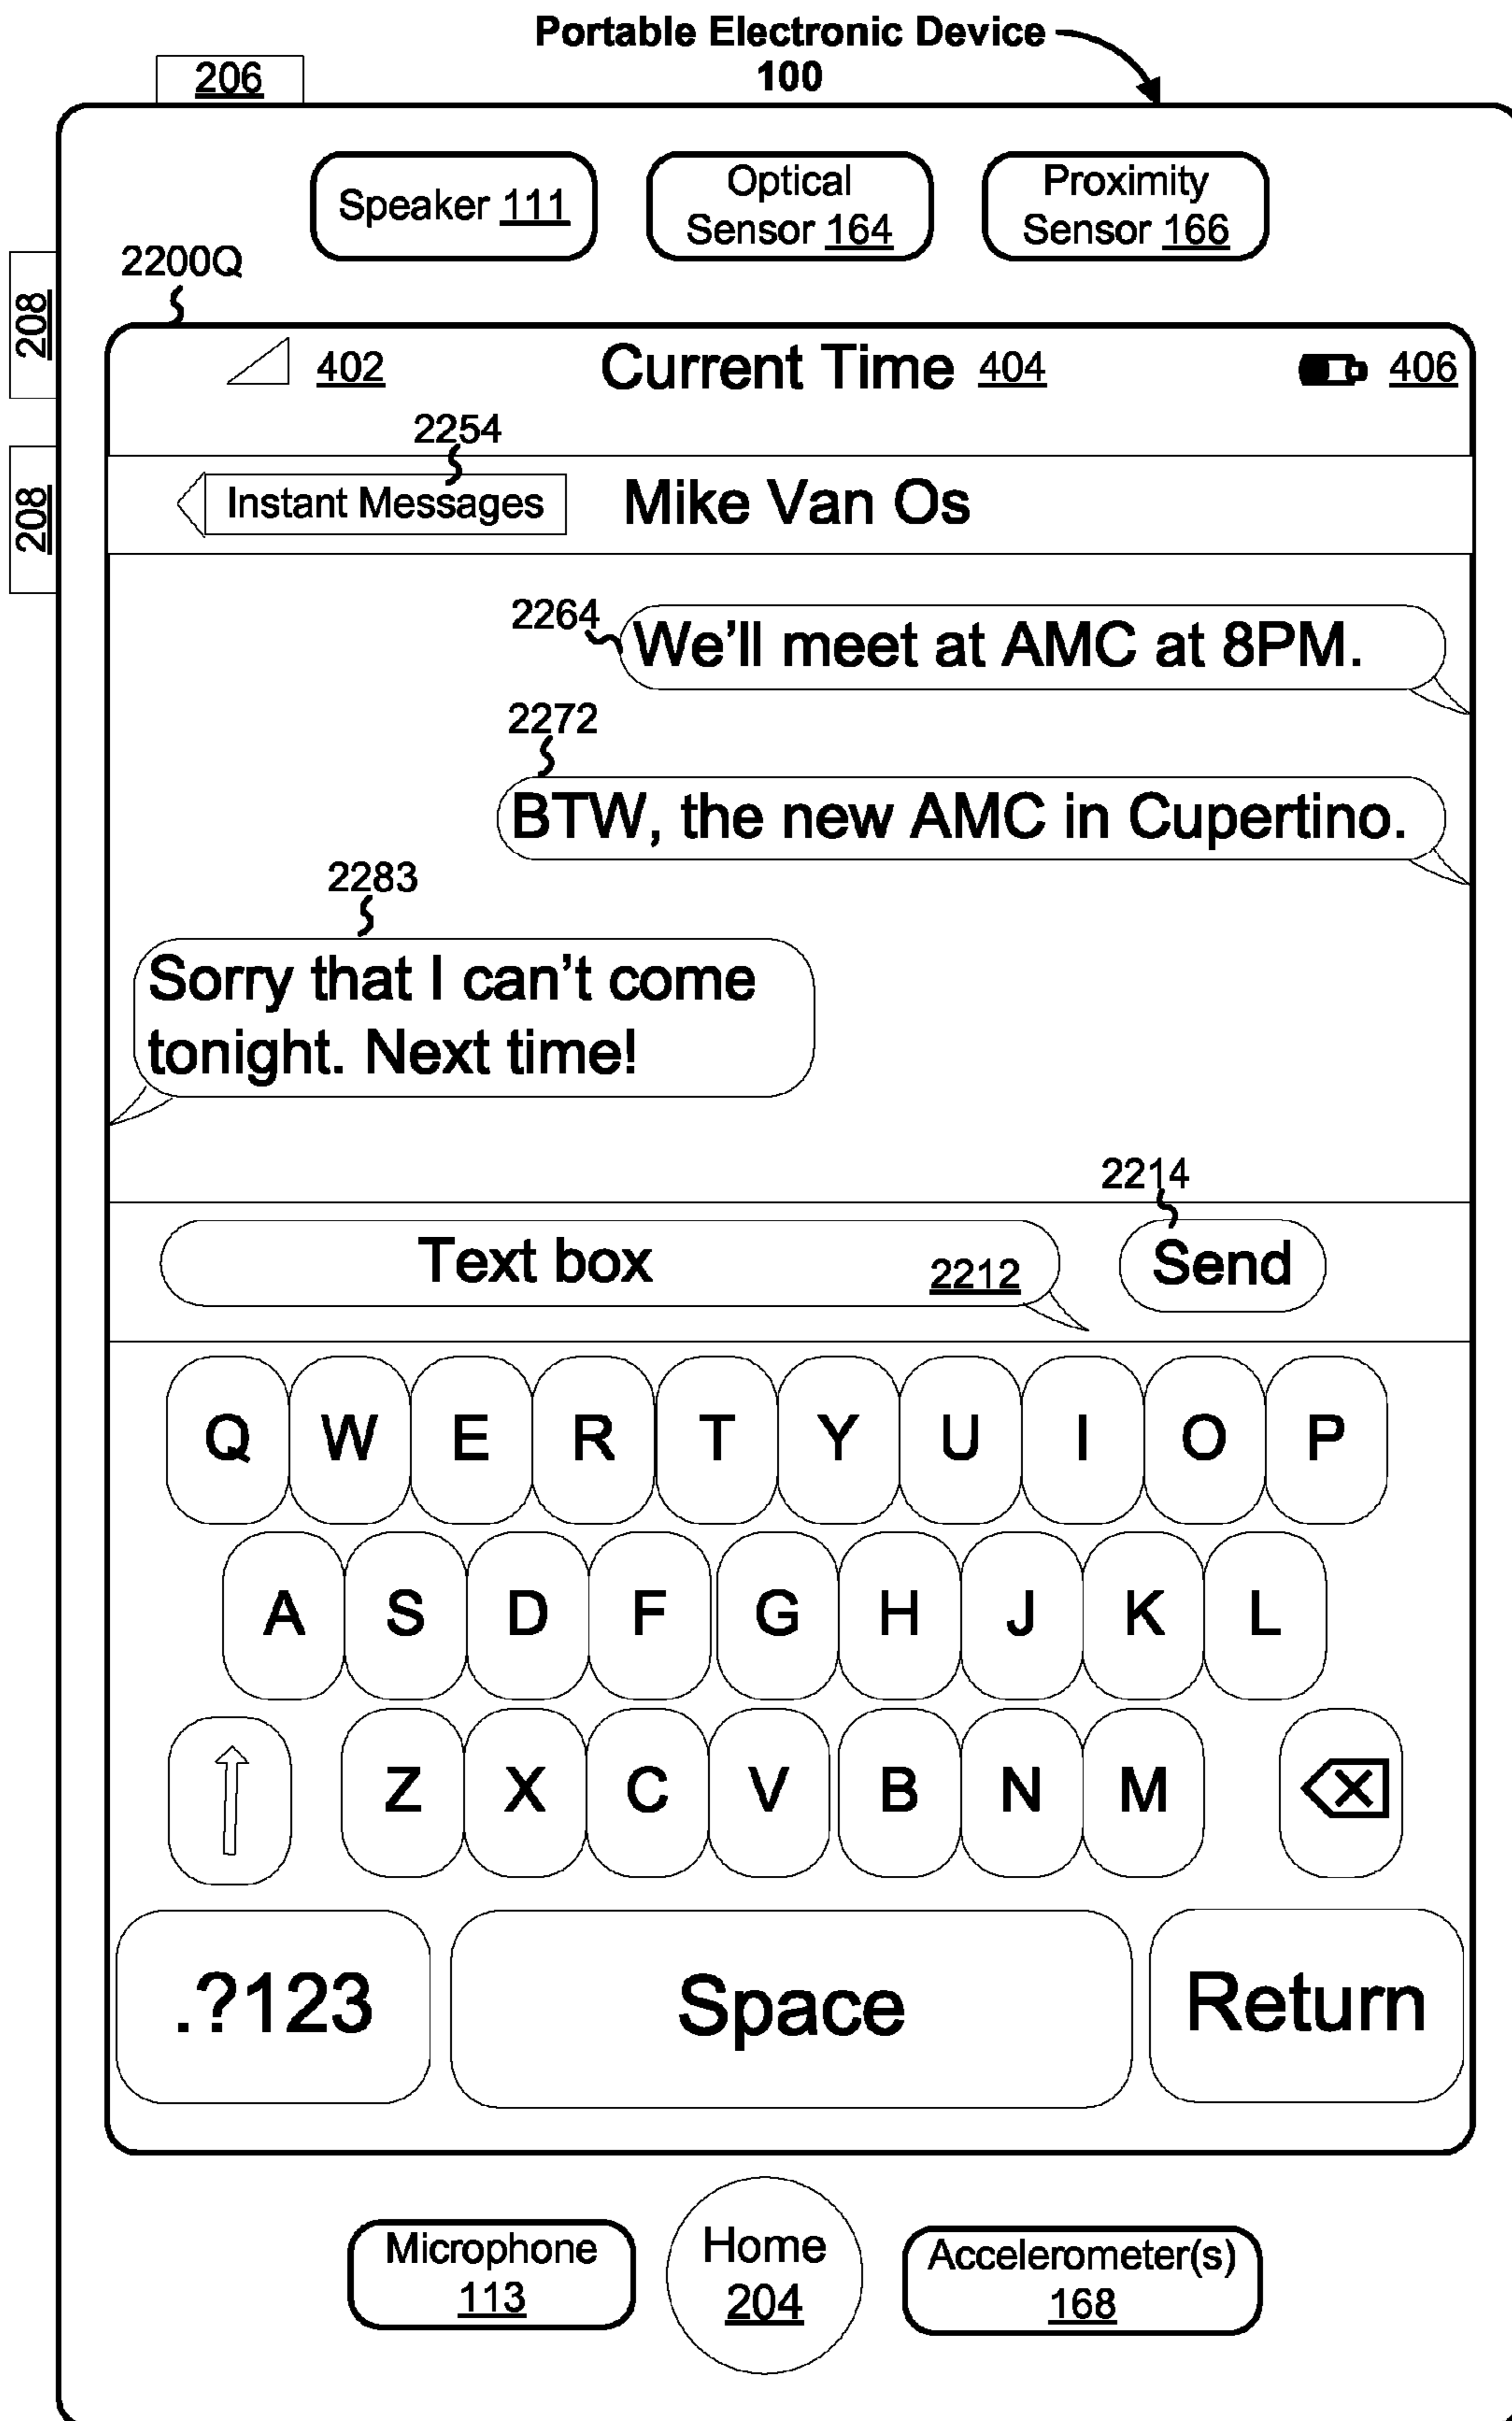 Portable Electronic Device
100
206
Speaker 111
Optical
Sensor 164
Proximity
Sensor 166
2200Q
208
402
Current Time 404
406
2254
208
Instant Messages
Mike Van Os
2264
We'll meet at AMC at 8PM.
2272
BTW, the new AMC in Cupertino.
2283
Sorry that I can't come
tonight. Next time!
2214
Text box
2212
Send
Q W E R T Y U I O P
A S D F G H J K L
Z X C V B N M
.?123
Space
Return
Microphone
113
Home
204
Accelerometer(s)
168